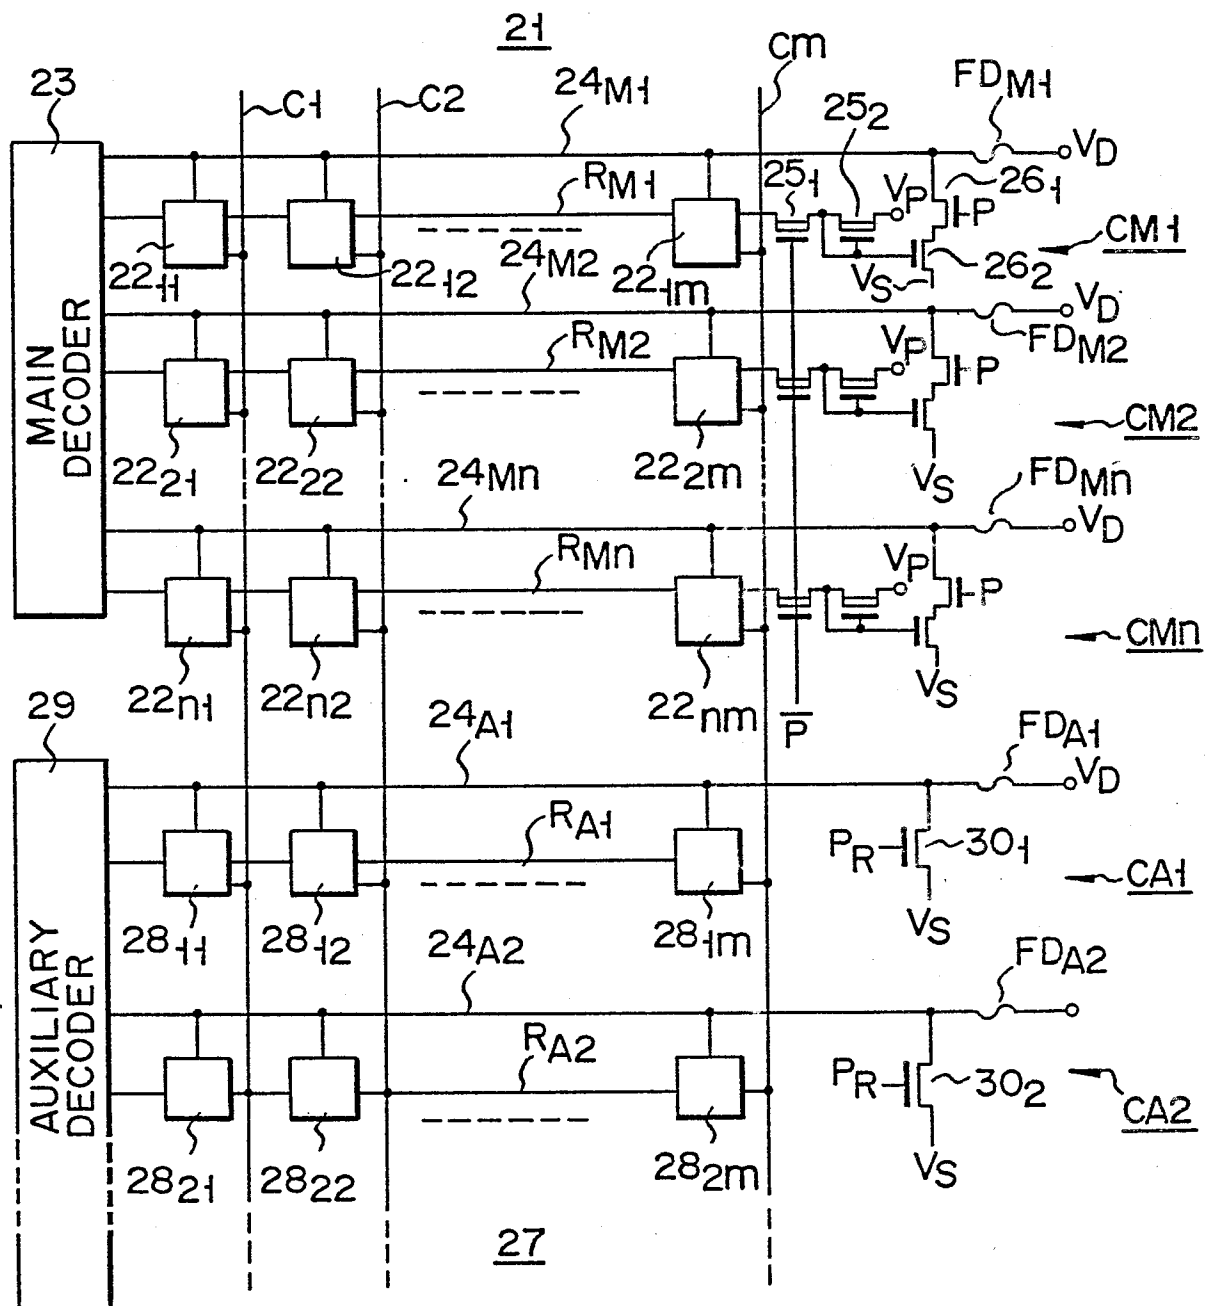 21
23
C1
C2
24M1
Cm
252
FDM1
VD
RM1
251
VP
261
P
CM1
2211
2212
24M2
221m
VS
262
VD
FDM2
RM2
VP
P
CM2
MAIN DECODER
2221
2222
24Mn
222m
VS
FDMn
VD
RMn
VP
P
CMn
22n1
22n2
22nm
P̅
VS
29
24A1
FDA1
VD
RA1
PR
301
CA1
2811
2812
24A2
281m
VS
FDA2
AUXILIARY DECODER
RA2
PR
302
CA2
2821
2822
282m
VS
27